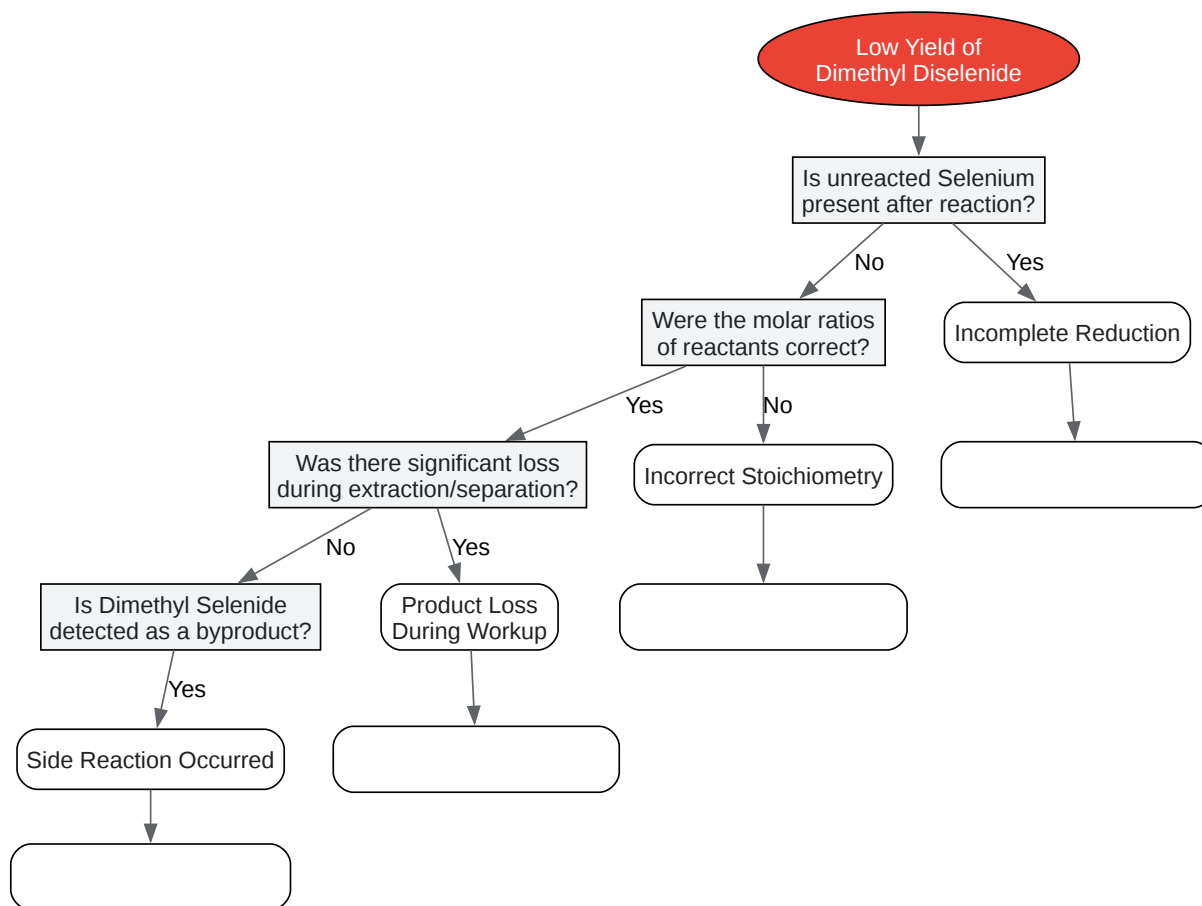 Low Yield of
Dimethyl Diselenide
Is unreacted Selenium
present after reaction?
No
Yes
Were the molar ratios
of reactants correct?
Incomplete Reduction
Yes
No
Was there significant loss
during extraction/separation?
Incorrect Stoichiometry
No
Yes
Is Dimethyl Selenide
detected as a byproduct?
Product Loss
During Workup
Yes
Side Reaction Occurred